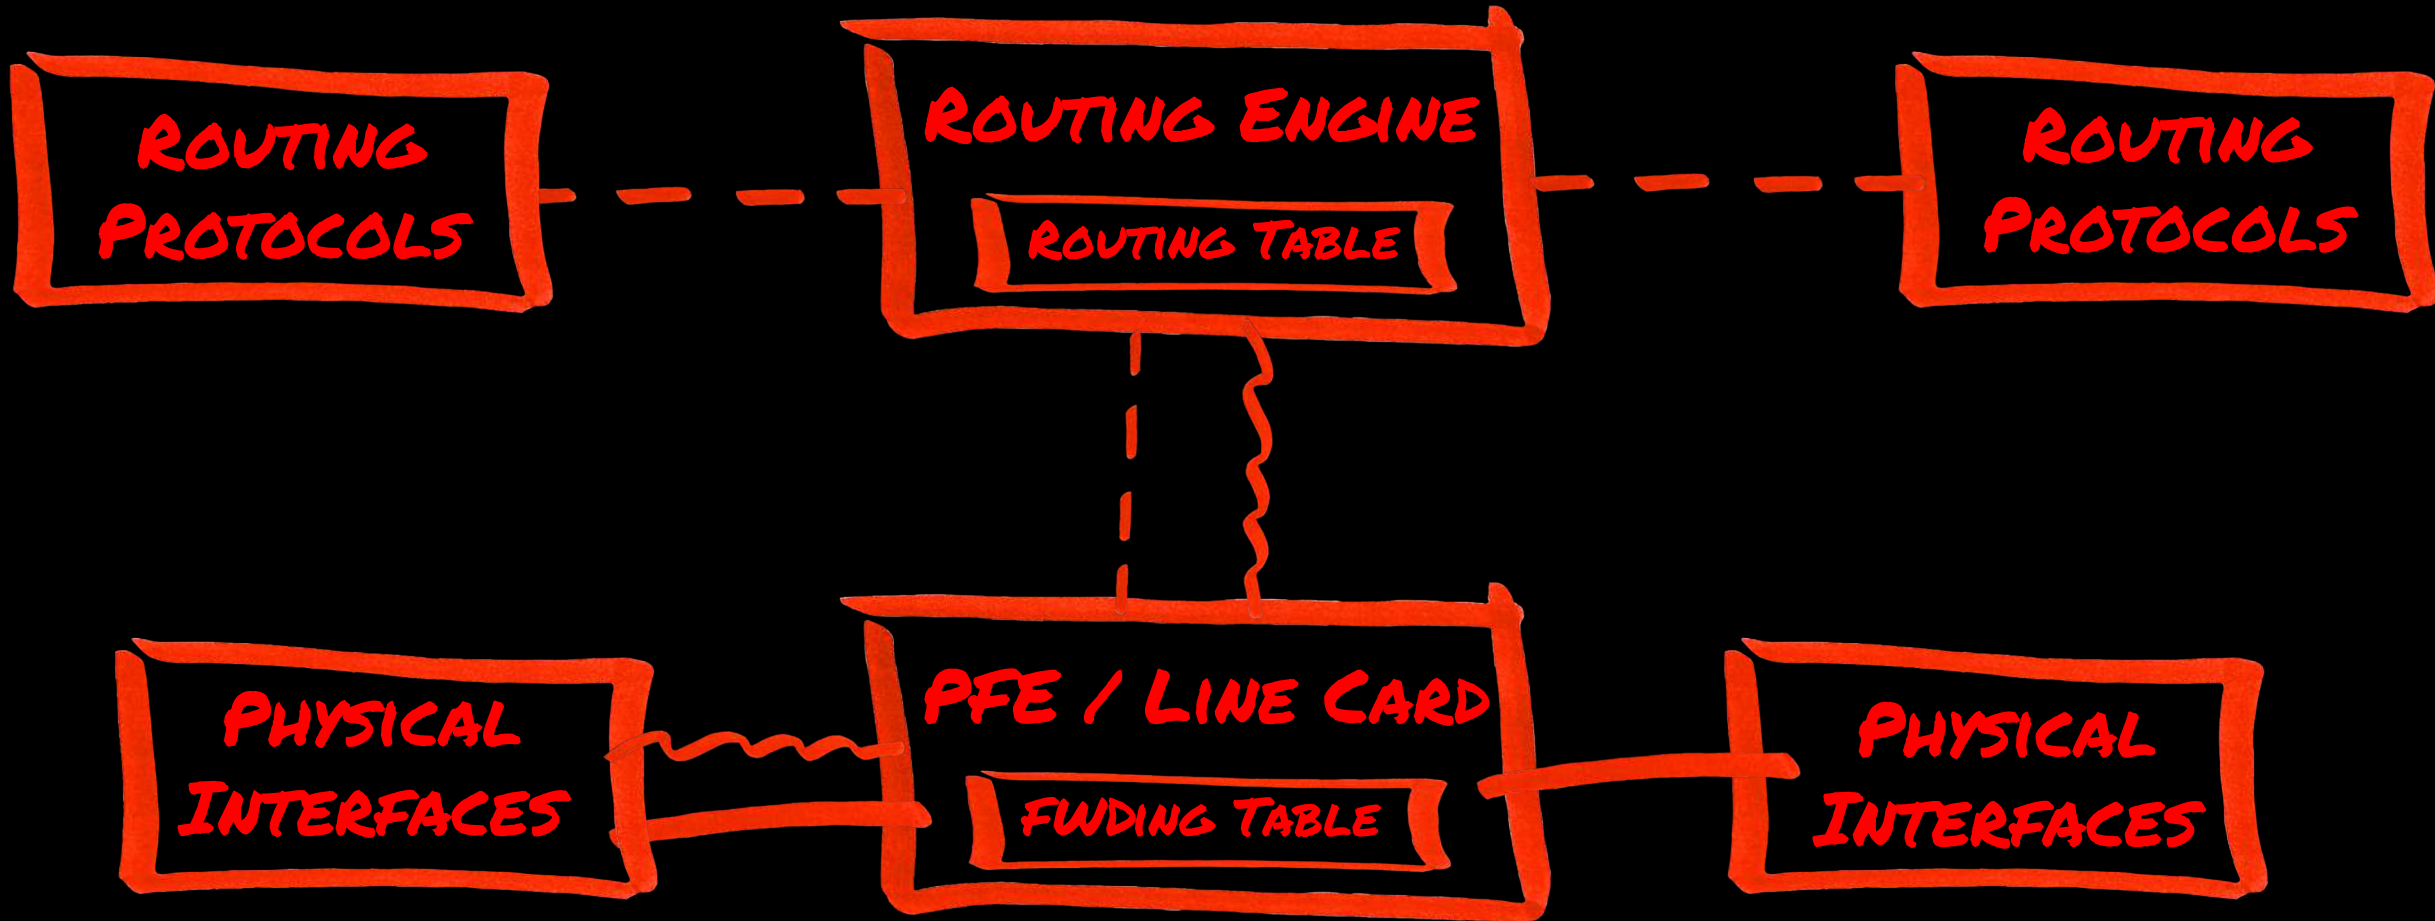 Routing
Protocols
Routing Engine
Routing Table
Routing
Protocols
Physical
Interfaces
PFE / Line Card
FWDing Table
Physical
Interfaces